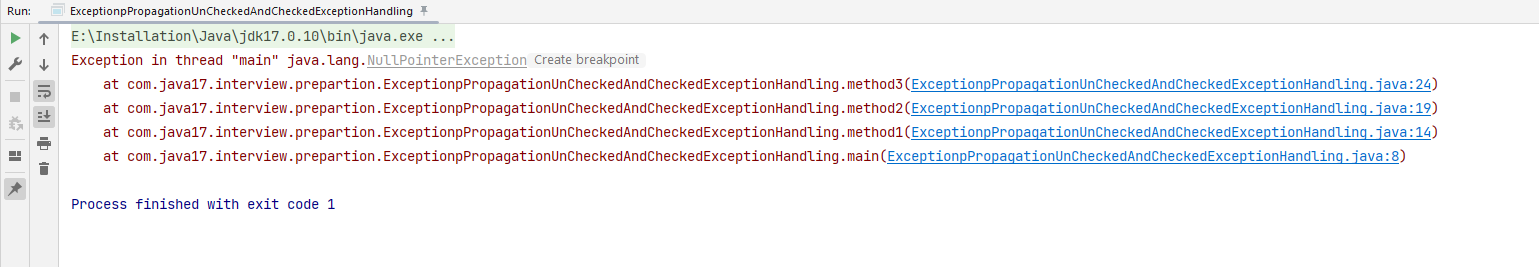 Run: ExceptionpPropagationUnCheckedAndCheckedExceptionHandling
E:\Installation\Java\jdk17.0.10\bin\java.exe ...
Exception in thread "main" java.lang.NullPointerException Create breakpoint
at com.java17.interview.prepartion.ExceptionpPropagationUnCheckedAndCheckedExceptionHandling.method3(ExceptionpPropagationUnCheckedAndCheckedExceptionHandling.java:24)
at com.java17.interview.prepartion.ExceptionpPropagationUnCheckedAndCheckedExceptionHandling.method2(ExceptionpPropagationUnCheckedAndCheckedExceptionHandling.java:19)
at com.java17.interview.prepartion.ExceptionpPropagationUnCheckedAndCheckedExceptionHandling.method1(ExceptionpPropagationUnCheckedAndCheckedExceptionHandling.java:14)
at com.java17.interview.prepartion.ExceptionpPropagationUnCheckedAndCheckedExceptionHandling.main(ExceptionpPropagationUnCheckedAndCheckedExceptionHandling.java:8)
Process finished with exit code 1